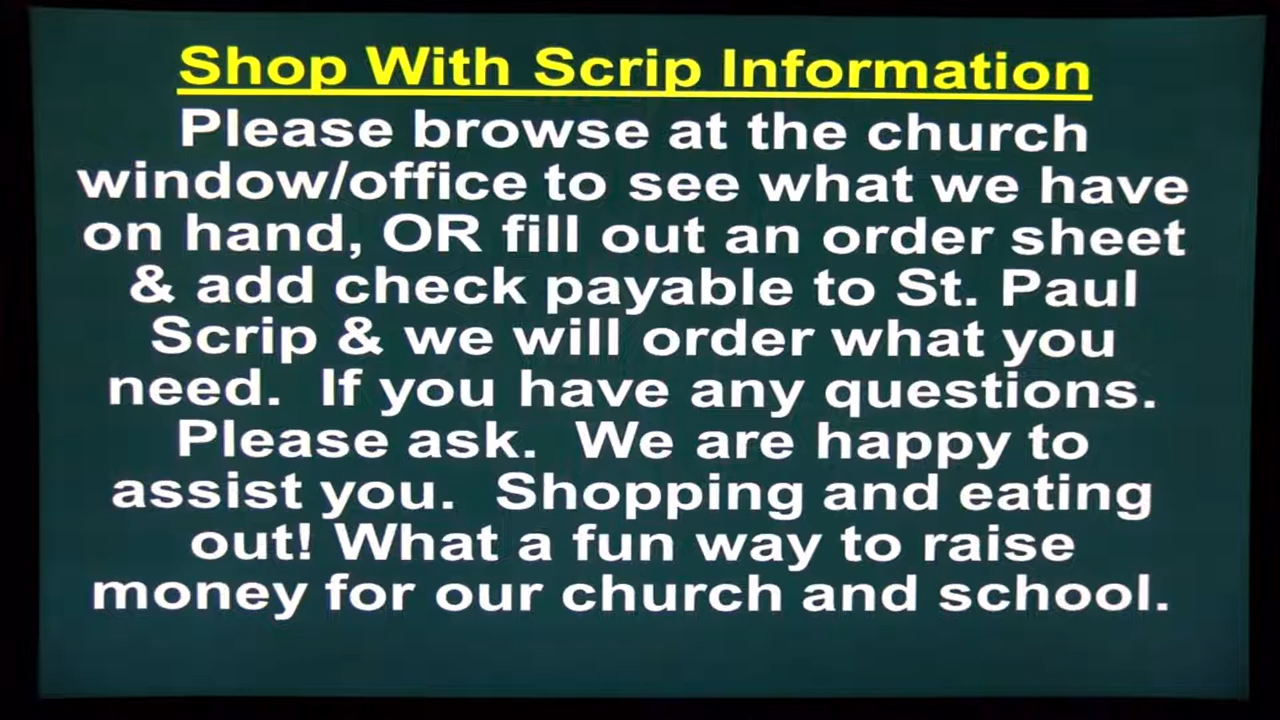 Shop With Scrip Information
Please browse at the church
window/office to see what we have
on hand, OR fill out an order sheet
& add check payable to St. Paul
Scrip & we will order what you
need.  If you have any questions.
Please ask.  We are happy to
assist you.  Shopping and eating
out! What a fun way to raise
money for our church and school.